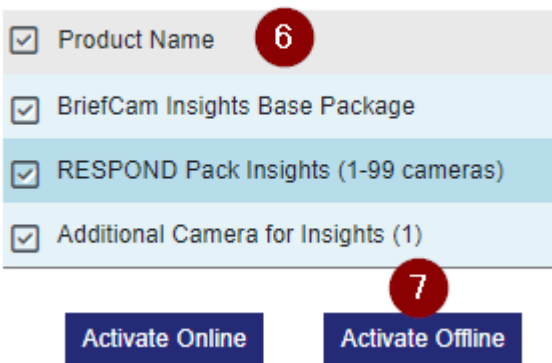 Product Name 6
BriefCam Insights Base Package
RESPOND Pack Insights (1-99 cameras)
Additional Camera for Insights (1)
7
Activate Online Activate Offline